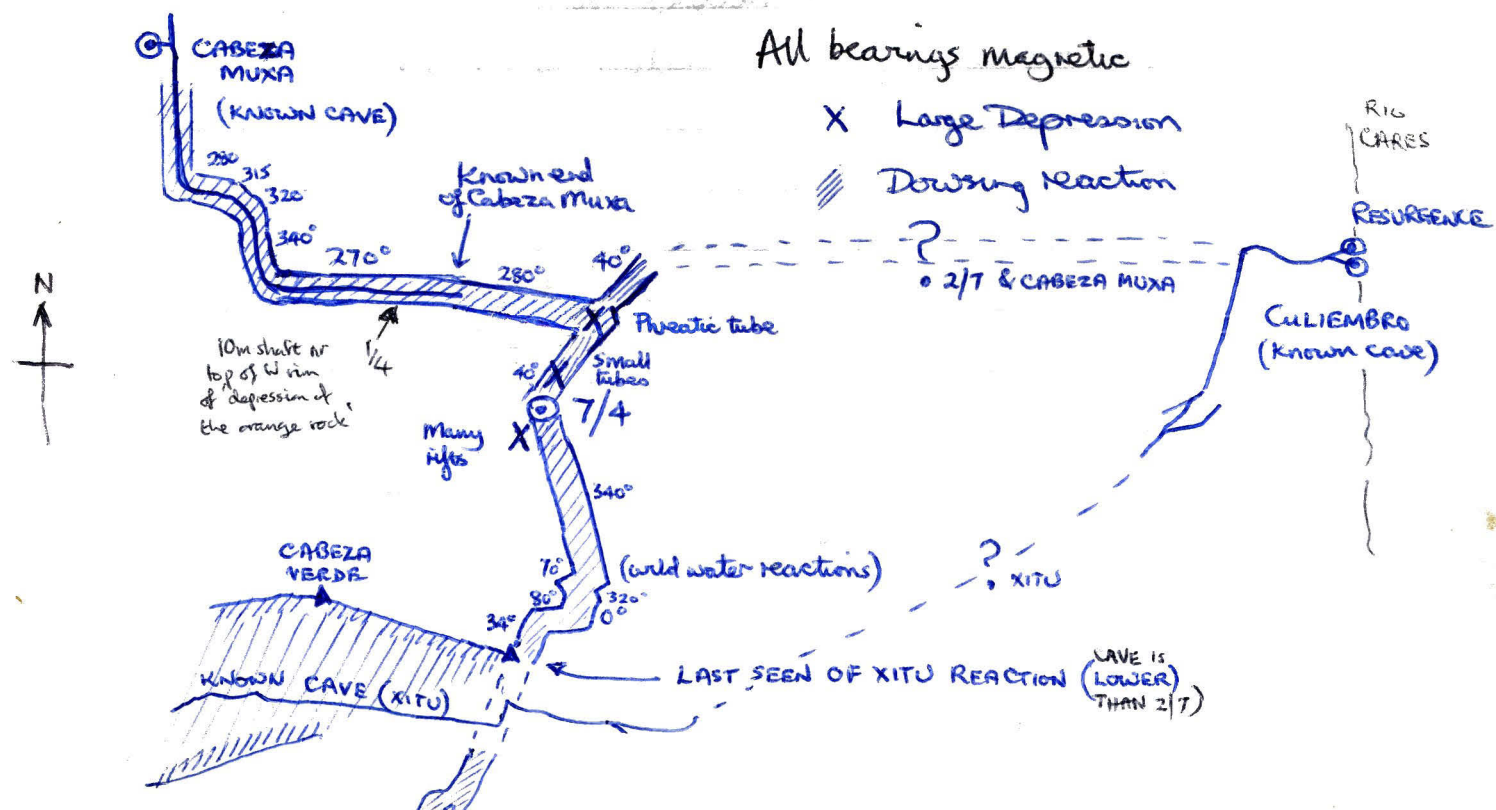 All bearings magnetic
X Large Depression
Dowsing reaction
CABEZA
MUXA
(KNOWN CAVE)
280
315
320
340°
270°
Known end
of Cabeza Muxa
280°
40°
?
• 2/T & CABEZA MUXA
RIO
CARES
RESURGENCE
CULIEMBRO
(Known cave)
N
10m shaft nr
top of W rim
of 'depression of
the orange rock'
1/4
X
Phreatic tube
40°
X
Small
tubes
7/4
Many
rifts
X
340°
CABEZA
VERDE
70°
(wild water reactions)
80°
320°
0°
34°
?
XITU
KNOWN CAVE (XITU)
LAST SEEN OF XITU REACTION (CAVE IS
LOWER
THAN 2/T)